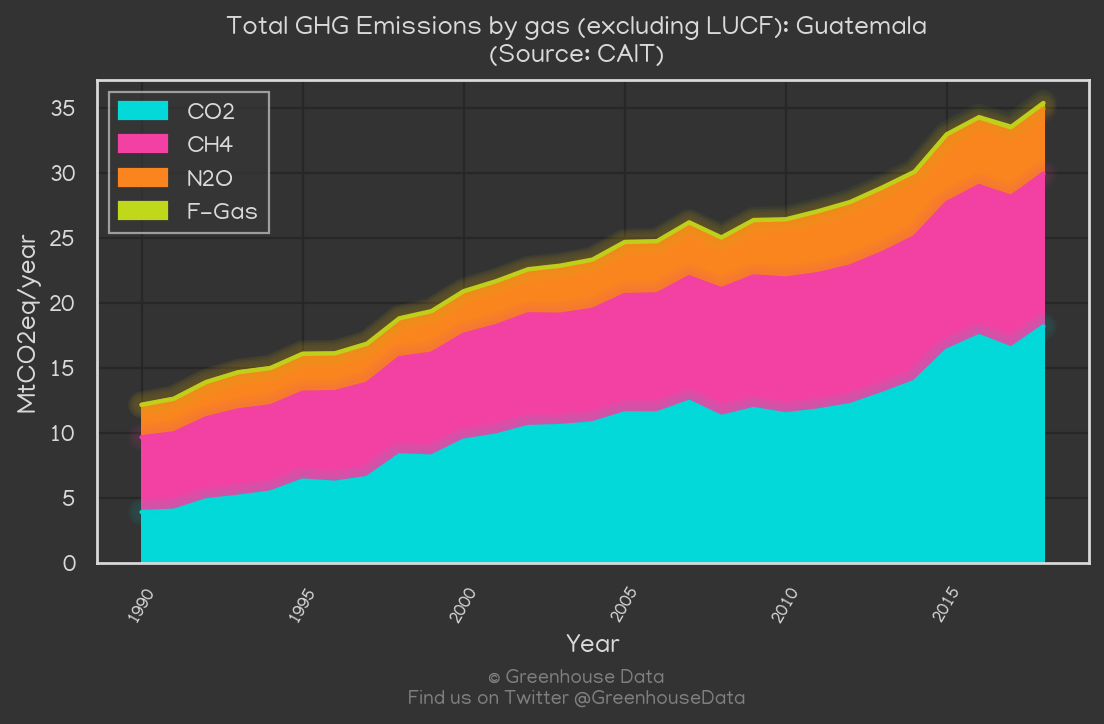 Total GHG Emissions by gas (excluding LUCF): Guatemala
(Source: CAIT)
CO2
CH4
N2O
F-Gas
MtCO2eq/year
35
30
25
20
15
10
5
0
1990
1995
2000
2005
2010
2015
Year
© Greenhouse Data
Find us on Twitter @GreenhouseData